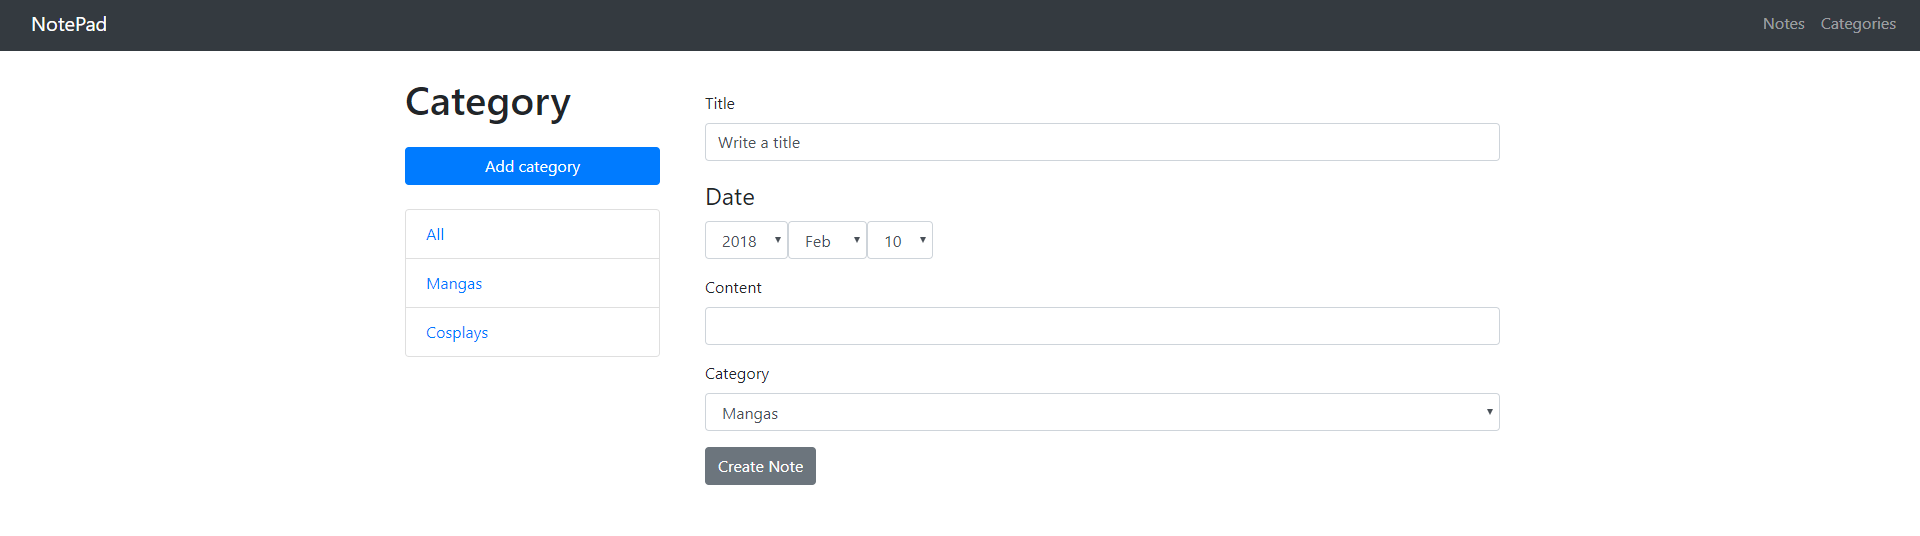 NotePad
Notes Categories
Category
Add category
All
Mangas
Cosplays
Title
Write a title
Date
2018 Feb 10
Content
Category
Mangas
Create Note